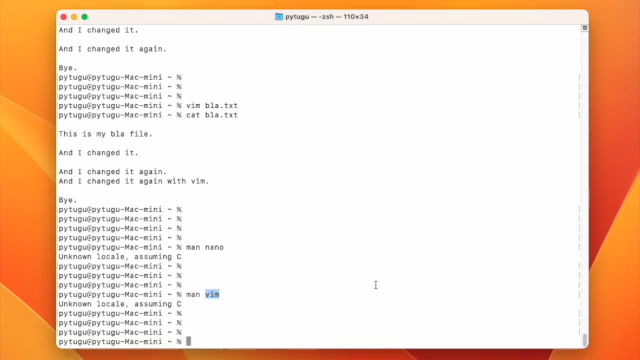 pytugu — -zsh — 110×34
And I changed it.
And I changed it again.
Bye.
pytugu@pytugu-Mac-mini ~ %
pytugu@pytugu-Mac-mini ~ %
pytugu@pytugu-Mac-mini ~ %
pytugu@pytugu-Mac-mini ~ % vim bla.txt
pytugu@pytugu-Mac-mini ~ % cat bla.txt
This is my bla file.
And I changed it.
And I changed it again.
And I changed it again with vim.
Bye.
pytugu@pytugu-Mac-mini ~ %
pytugu@pytugu-Mac-mini ~ %
pytugu@pytugu-Mac-mini ~ %
pytugu@pytugu-Mac-mini ~ %
pytugu@pytugu-Mac-mini ~ % man nano
Unknown locale, assuming C
pytugu@pytugu-Mac-mini ~ %
pytugu@pytugu-Mac-mini ~ %
pytugu@pytugu-Mac-mini ~ %
pytugu@pytugu-Mac-mini ~ % man vim
Unknown locale, assuming C
pytugu@pytugu-Mac-mini ~ %
pytugu@pytugu-Mac-mini ~ %
pytugu@pytugu-Mac-mini ~ %
pytugu@pytugu-Mac-mini ~ %